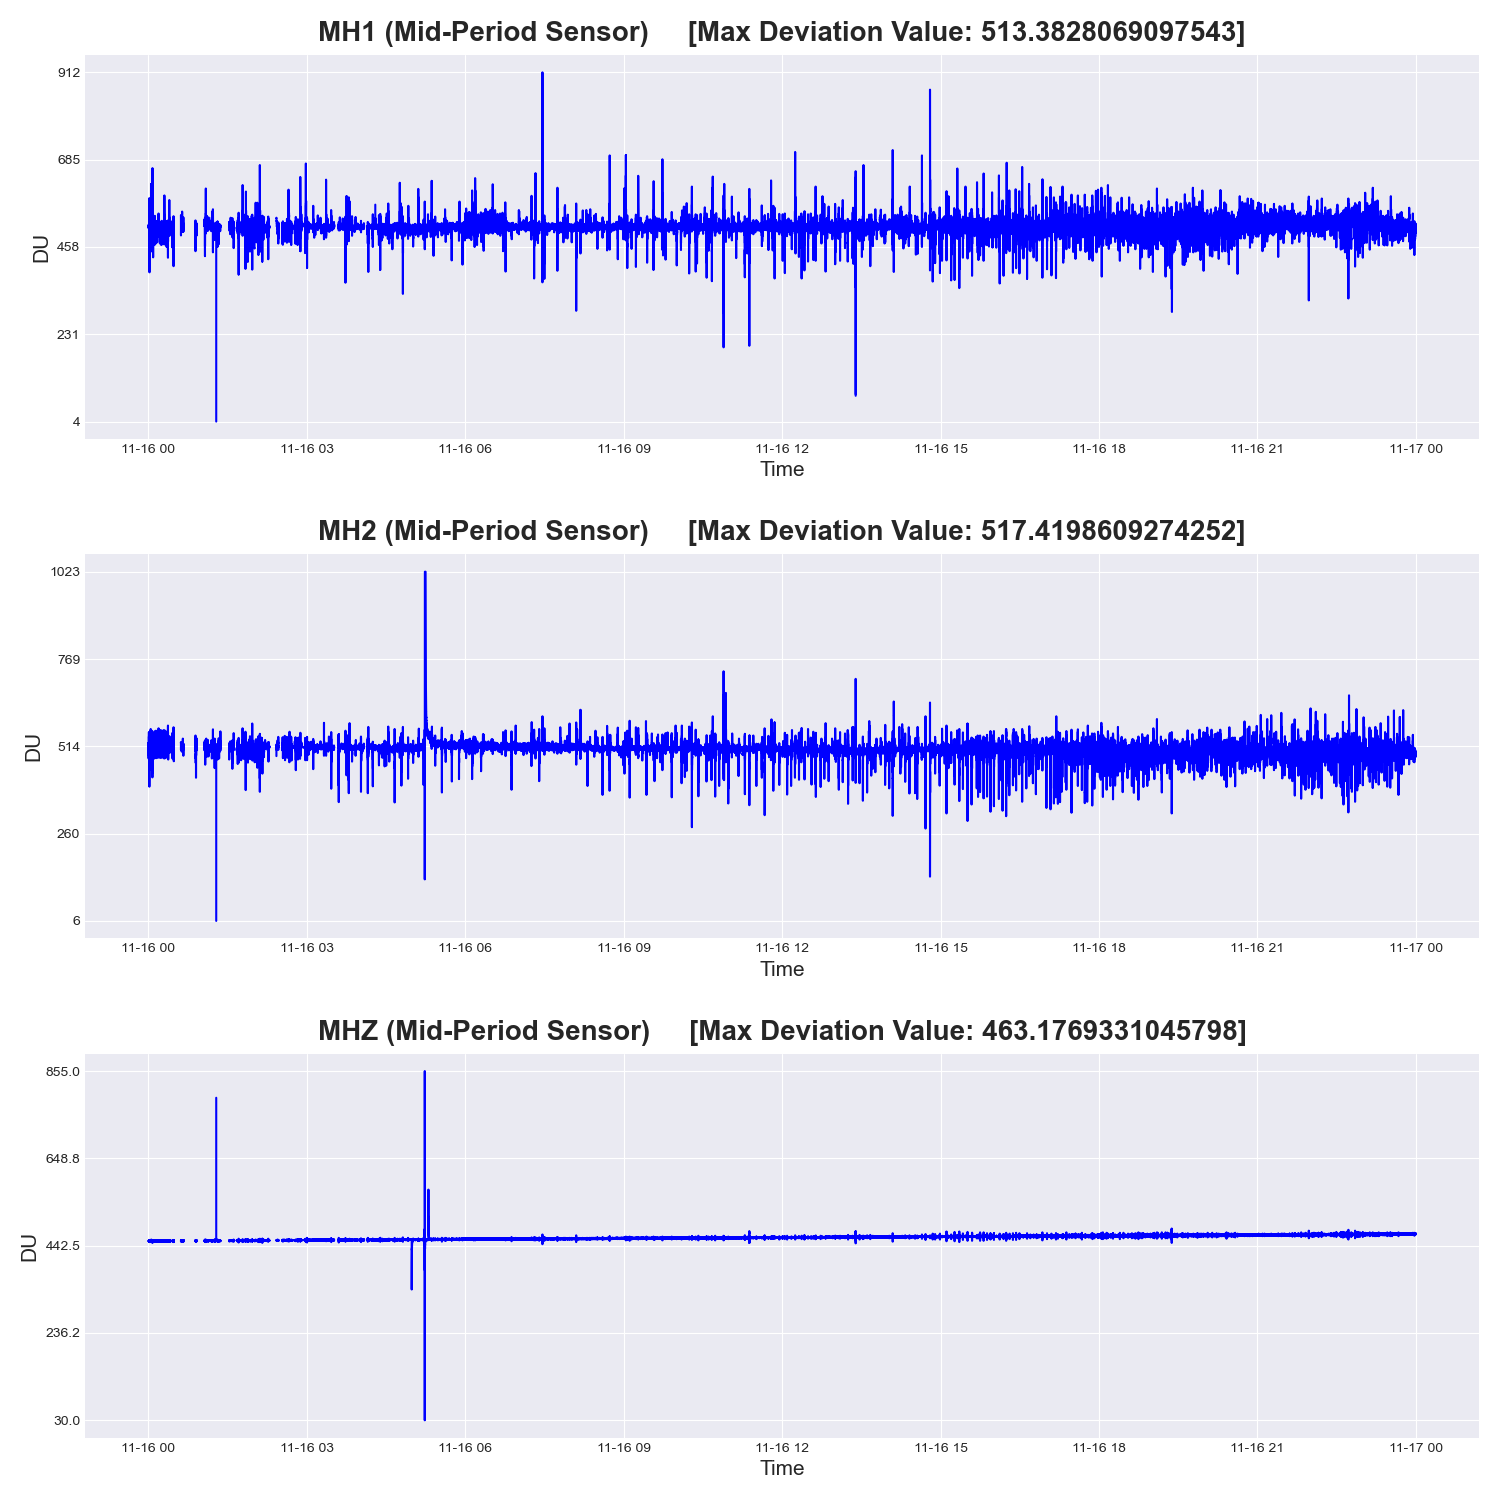 MH1 (Mid-Period Sensor) [Max Deviation Value: 513.3828069097543]
912
685
458
231
4
DU
11-16 00 11-16 03 11-16 06 11-16 09 11-16 12 11-16 15 11-16 18 11-16 21 11-17 00
Time
MH2 (Mid-Period Sensor) [Max Deviation Value: 517.4198609274252]
1023
769
514
260
6
DU
11-16 00 11-16 03 11-16 06 11-16 09 11-16 12 11-16 15 11-16 18 11-16 21 11-17 00
Time
MHZ (Mid-Period Sensor) [Max Deviation Value: 463.1769331045798]
855.0
648.8
442.5
236.2
30.0
DU
11-16 00 11-16 03 11-16 06 11-16 09 11-16 12 11-16 15 11-16 18 11-16 21 11-17 00
Time